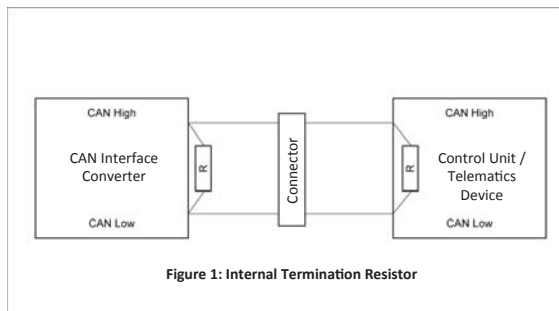 CAN High
CAN Interface
Converter
CAN Low
R
Connector
R
CAN High
Control Unit /
Telematics
Device
CAN Low
Figure 1: Internal Termination Resistor